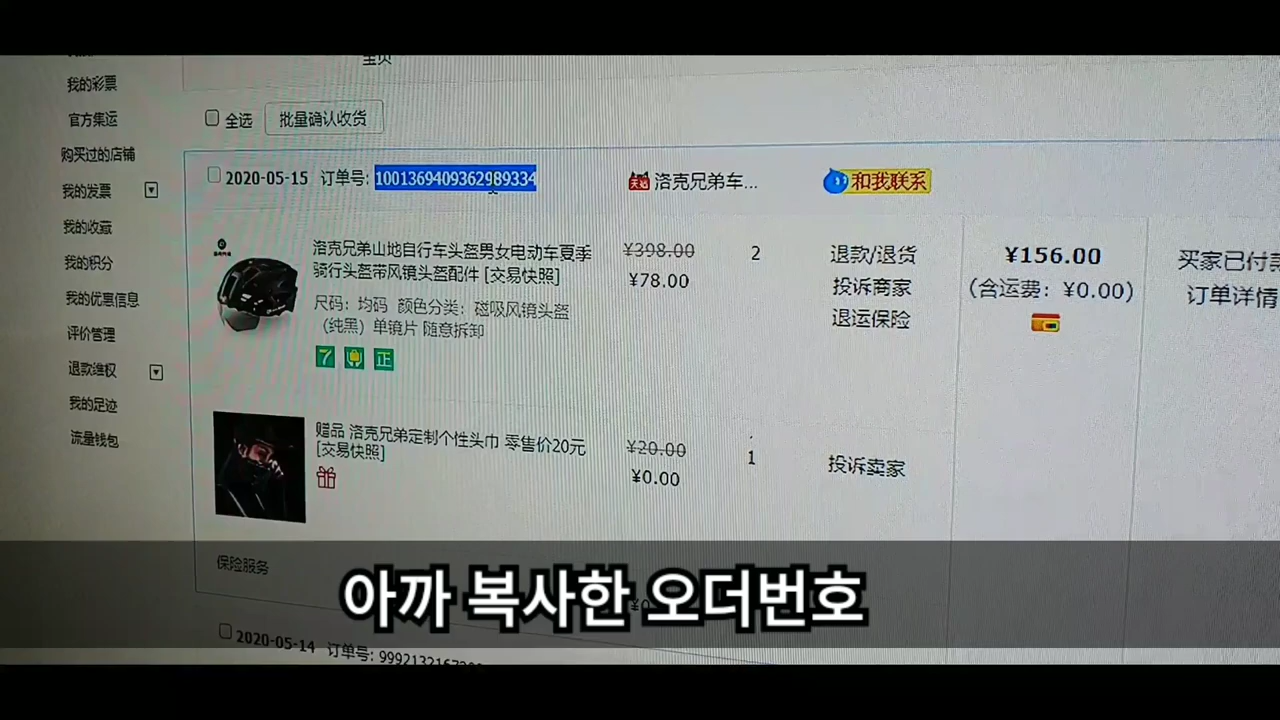 我的彩票
官方集运
购买过的店铺
我的发票
我的收藏
我的积分
我的优惠信息
评价管理
退款维权
我的足迹
流量钱包
全选 批量确认收货
2020-05-15 订单号: 1001369409362989334 天猫 洛克兄弟车... 和我联系
洛克兄弟山地自行车头盔男女电动车夏季
骑行头盔带风镜头盔配件 [交易快照]
尺码：均码 颜色分类：磁吸风镜头盔
（纯黑）单镜片 随意拆卸
7 正
¥398.00
¥78.00
2
退款/退货
投诉商家
退运保险
¥156.00
（含运费：¥0.00）
买家已付款
订单详情
赠品 洛克兄弟定制个性头巾 零售价20元
[交易快照]
¥20.00
¥0.00
1
投诉卖家
保险服务
아까 복사한 오더번호
2020-05-14 订单号: